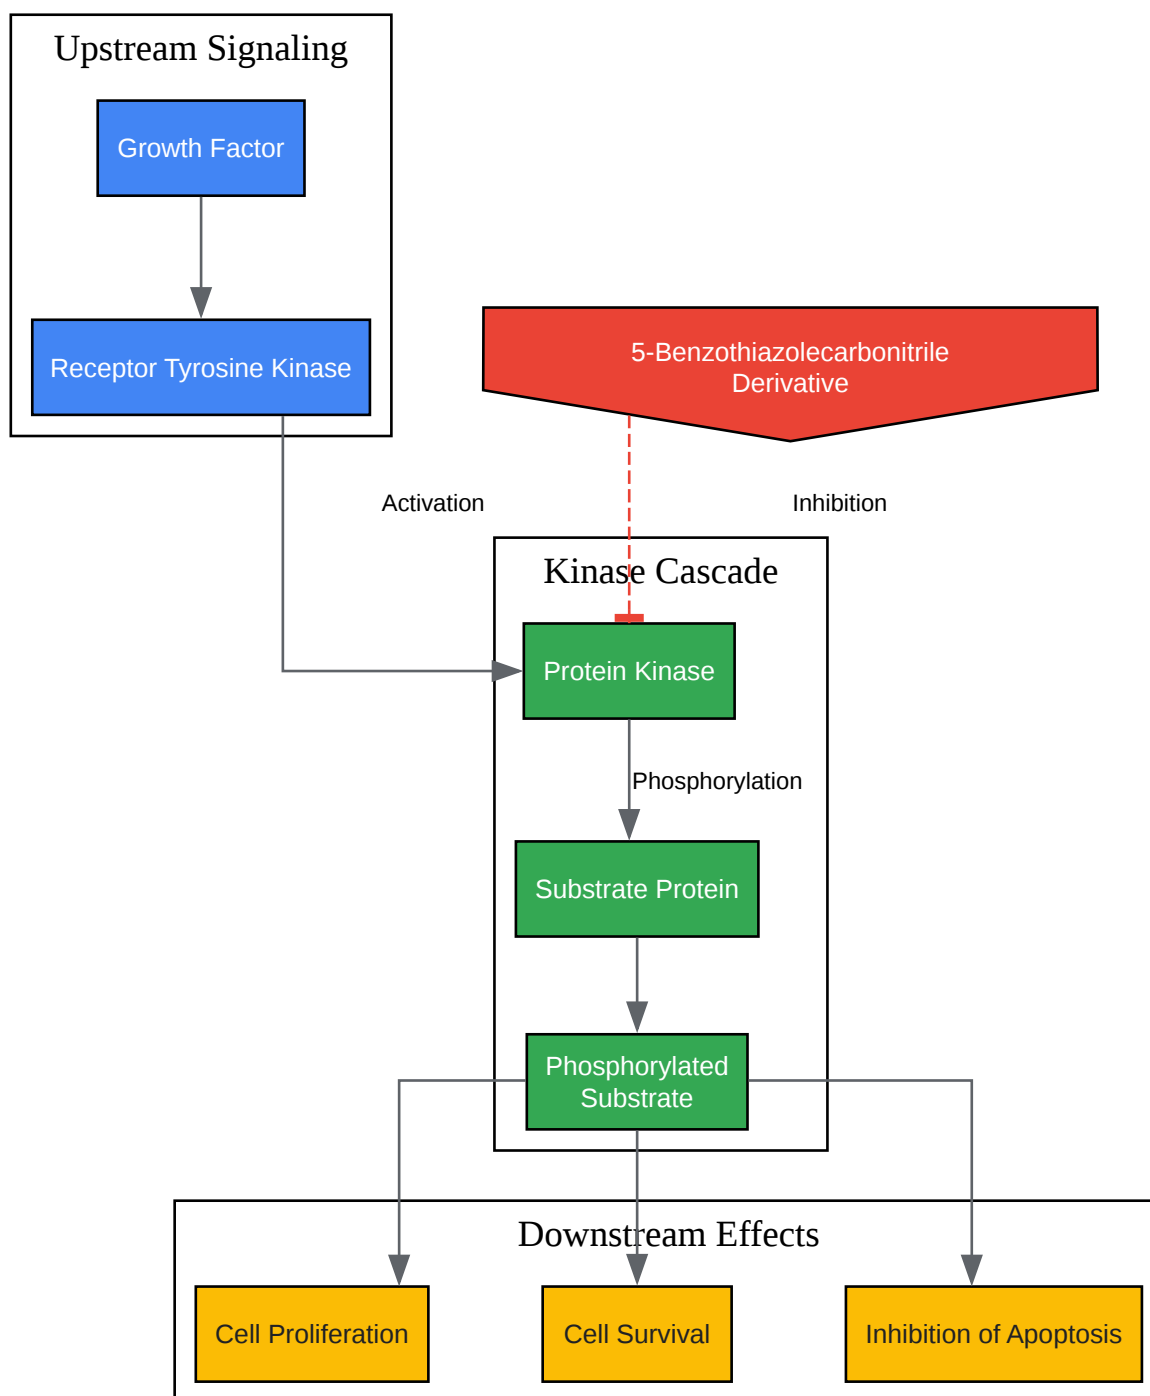 Upstream Signaling
Growth Factor
Receptor Tyrosine Kinase
5-Benzothiazolecarbonitrile
Derivative
Activation
Inhibition
Kinase Cascade
Protein Kinase
Phosphorylation
Substrate Protein
Phosphorylated
Substrate
Downstream Effects
Cell Proliferation
Cell Survival
Inhibition of Apoptosis